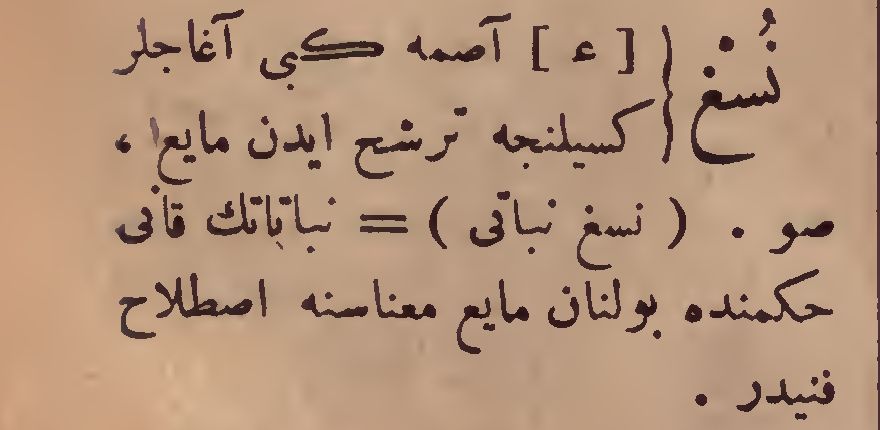 نُسغ { [ ع ] آصمه كبی آغاجلر
كسیلنجه ترشح ایدن مایع ،
صو . ( نسغ نباتی ) = نباتاتك قانی
حكمنده بولنان مایع معناسنه اصطلاح
فنیدر .